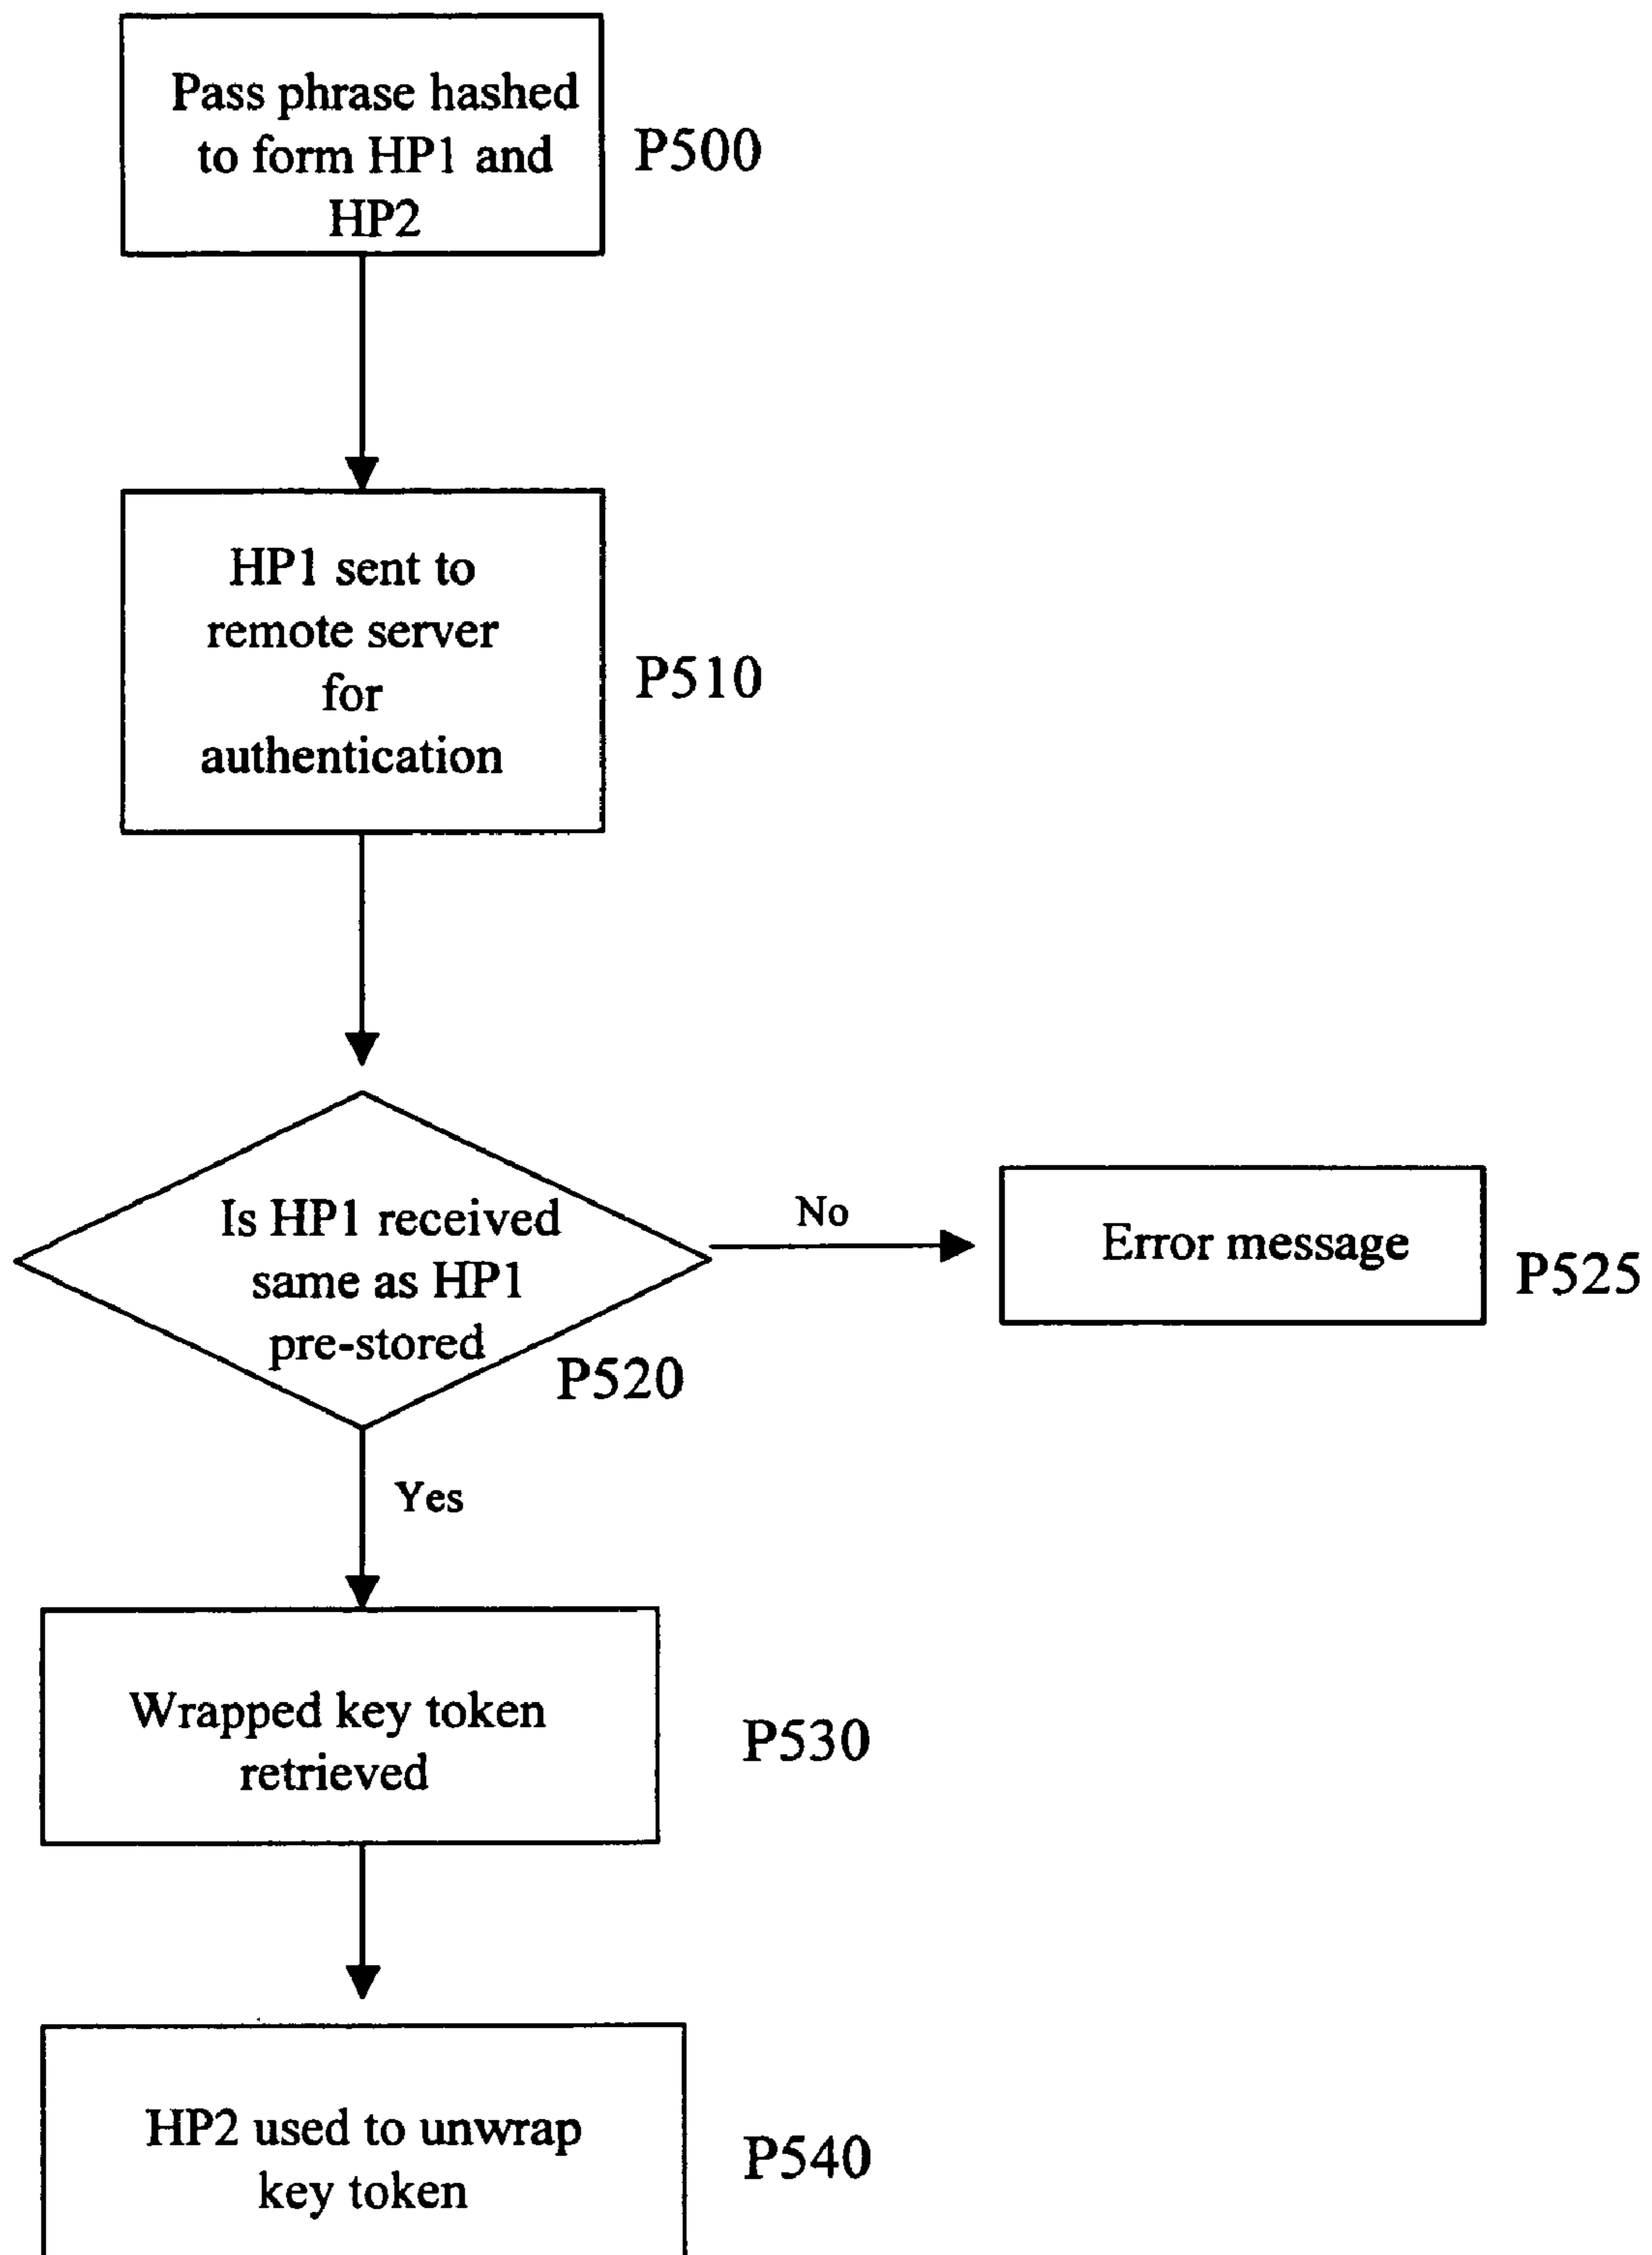 Pass phrase hashed
to form HP1 and
HP2
P500
HP1 sent to
remote server
for
authentication
P510
Is HP1 received
same as HP1
pre-stored
P520
No
Error message
P525
Yes
Wrapped key token
retrieved
P530
HP2 used to unwrap
key token
P540